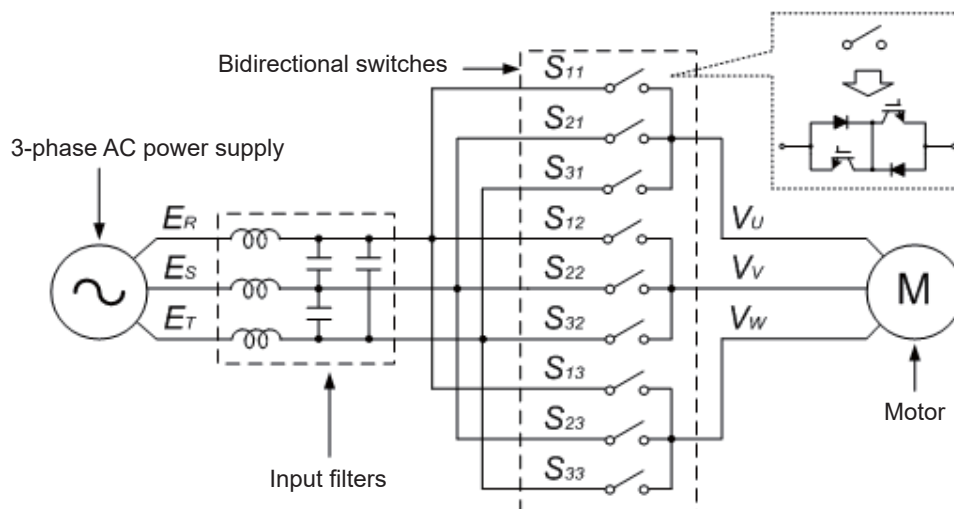 Bidirectional switches
3-phase AC power supply
S11
S21
S31
S12
S22
S32
S13
S23
S33
ER
ES
ET
VU
VV
VW
M
Motor
Input filters